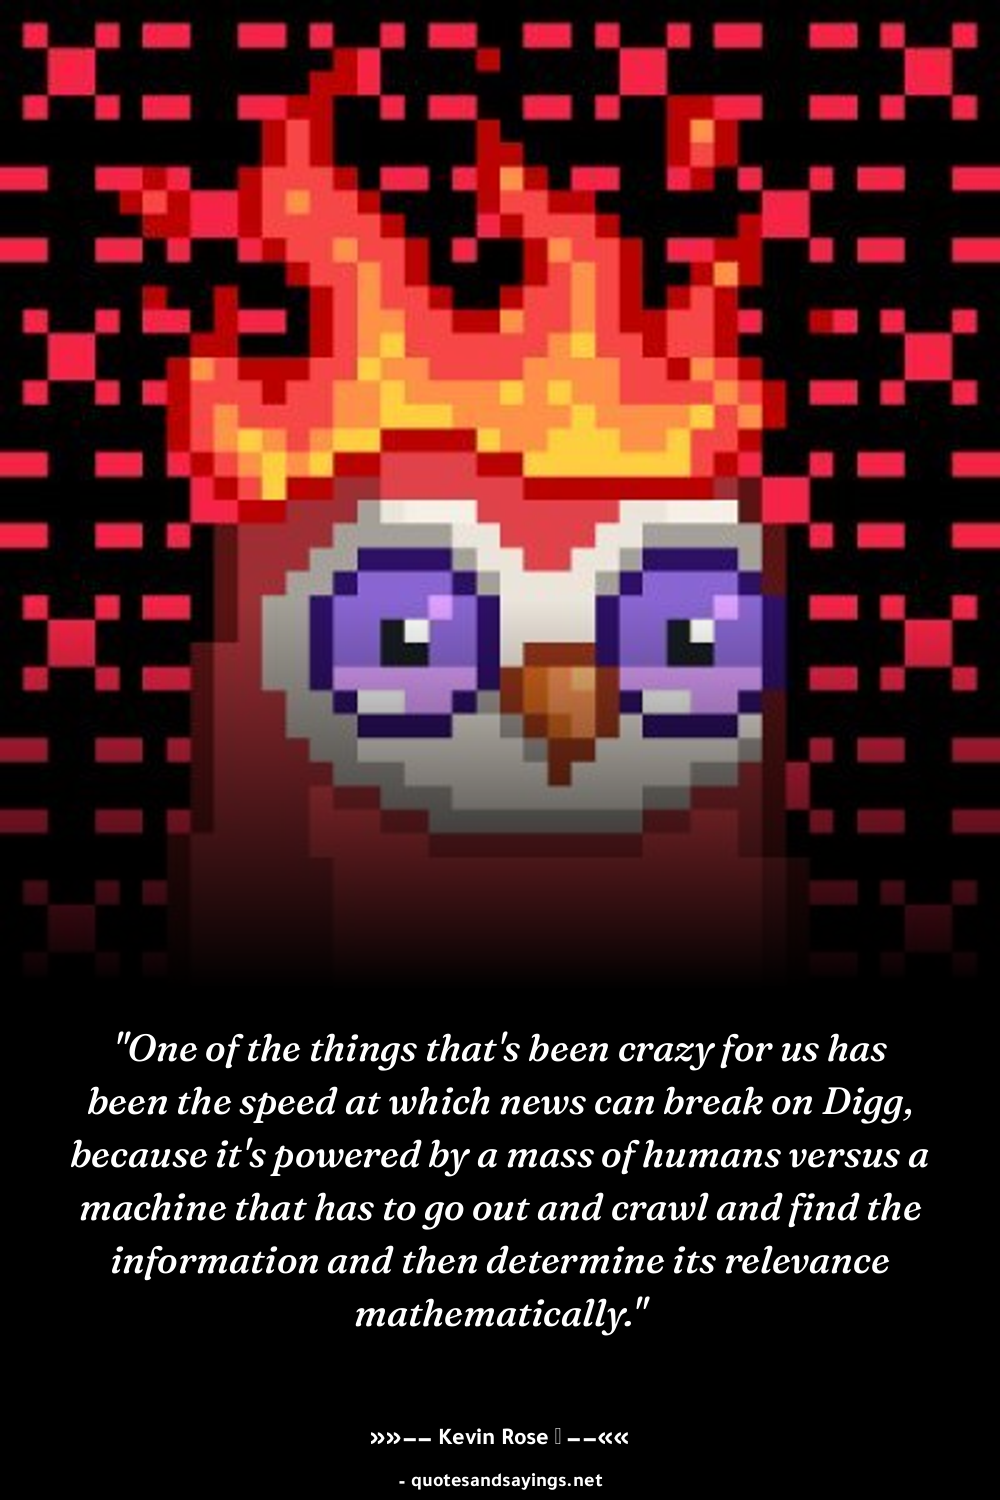 "One of the things that's been crazy for us has
been the speed at which news can break on Digg,
because it's powered by a mass of humans versus a
machine that has to go out and crawl and find the
information and then determine its relevance
mathematically."
»»−− Kevin Rose ▯ −−««
- quotesandsayings.net